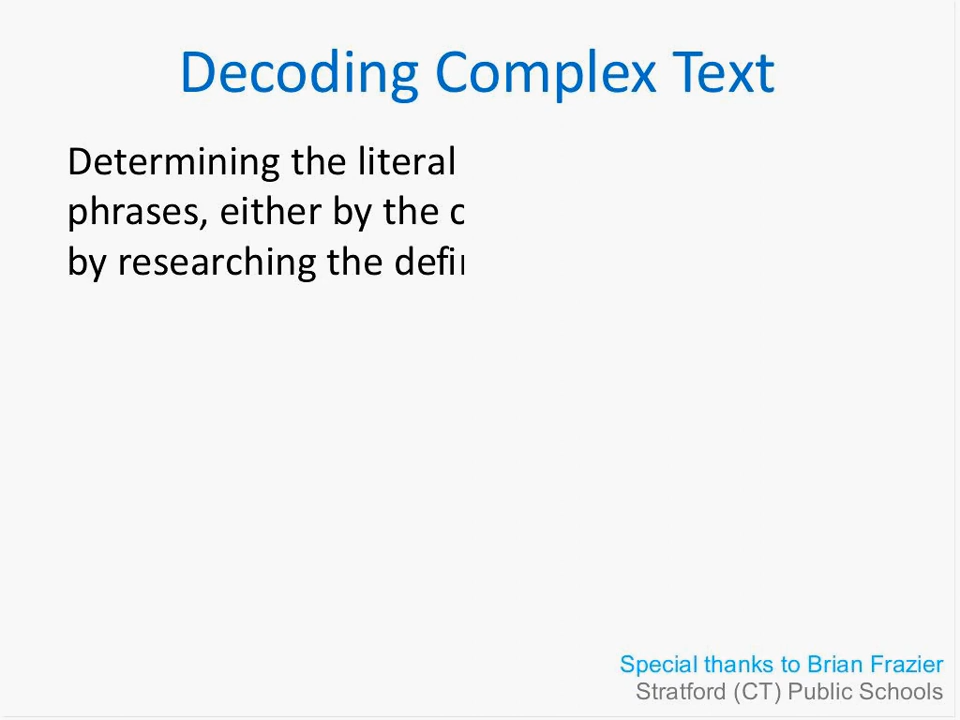 Decoding Complex Text
Determining the literal
phrases, either by the
by researching the
Special thanks to Brian Frazier
Stratford (CT) Public Schools